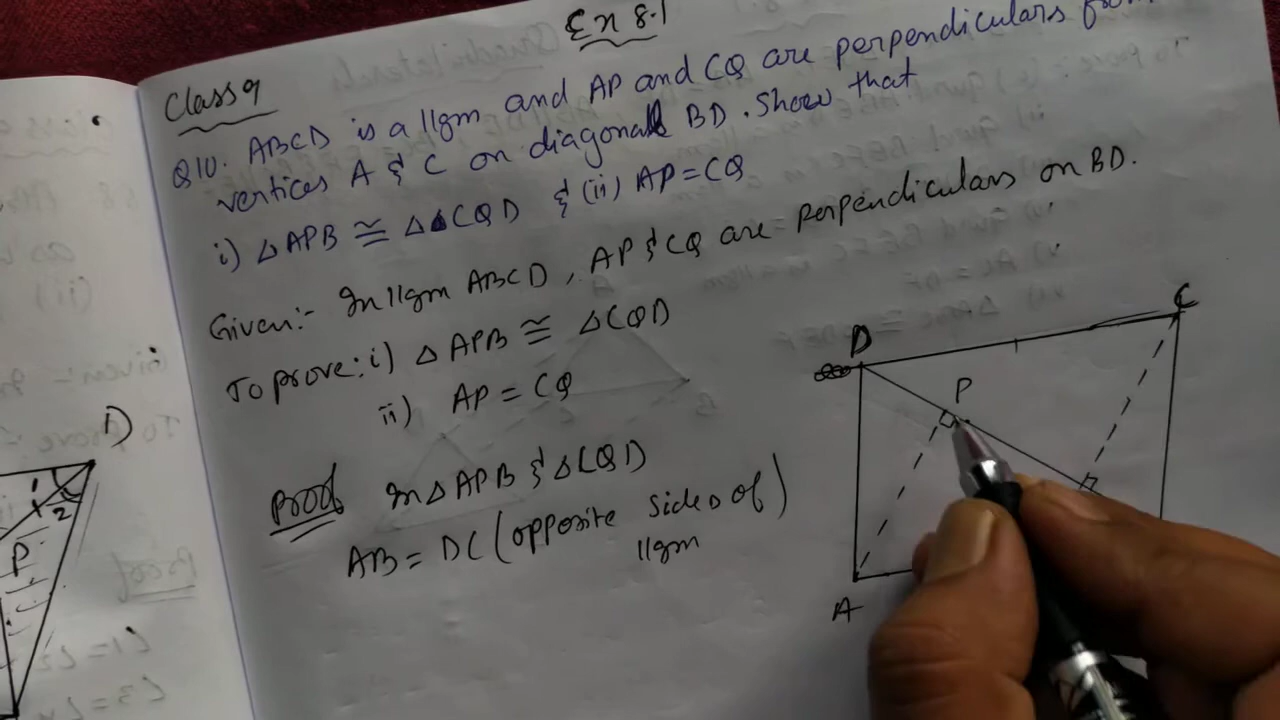 Ex 8.1
Class 9
Q10. ABCD is a llgm and AP and CQ are perpendiculars from
vertices A & C on diagonal BD. Show that
i) △APB ≅ △CQD & (ii) AP=CQ
Given:- In llgm ABCD, AP & CQ are perpendiculars on BD.
To prove: i) △APB ≅ △CQD
ii) AP = CQ
Proof In △APB & △CQD
AB = DC (opposite sides of)
llgm
D
C
P
A
D
1
2
P